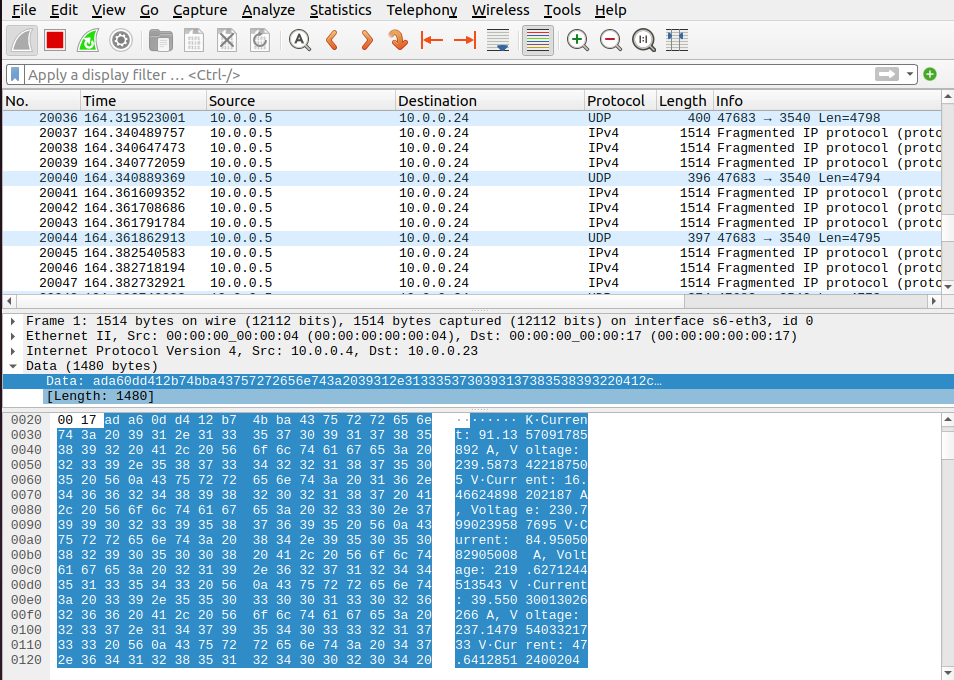 File Edit View Go Capture Analyze Statistics Telephony Wireless Tools Help
Apply a display filter … <Ctrl-/>
No. Time Source Destination Protocol Length Info
20036 164.319523001 10.0.0.5 10.0.0.24 UDP 400 47683 → 3540 Len=4798
20037 164.340489757 10.0.0.5 10.0.0.24 IPv4 1514 Fragmented IP protocol (proto
20038 164.340647473 10.0.0.5 10.0.0.24 IPv4 1514 Fragmented IP protocol (proto
20039 164.340772059 10.0.0.5 10.0.0.24 IPv4 1514 Fragmented IP protocol (proto
20040 164.340889369 10.0.0.5 10.0.0.24 UDP 396 47683 → 3540 Len=4794
20041 164.361609352 10.0.0.5 10.0.0.24 IPv4 1514 Fragmented IP protocol (proto
20042 164.361708686 10.0.0.5 10.0.0.24 IPv4 1514 Fragmented IP protocol (proto
20043 164.361791784 10.0.0.5 10.0.0.24 IPv4 1514 Fragmented IP protocol (proto
20044 164.361862913 10.0.0.5 10.0.0.24 UDP 397 47683 → 3540 Len=4795
20045 164.382540583 10.0.0.5 10.0.0.24 IPv4 1514 Fragmented IP protocol (proto
20046 164.382718194 10.0.0.5 10.0.0.24 IPv4 1514 Fragmented IP protocol (proto
20047 164.382732921 10.0.0.5 10.0.0.24 IPv4 1514 Fragmented IP protocol (proto
Frame 1: 1514 bytes on wire (12112 bits), 1514 bytes captured (12112 bits) on interface s6-eth3, id 0
Ethernet II, Src: 00:00:00_00:00:04 (00:00:00:00:00:04), Dst: 00:00:00_00:00:17 (00:00:00:00:00:17)
Internet Protocol Version 4, Src: 10.0.0.4, Dst: 10.0.0.23
Data (1480 bytes)
Data: ada60dd412b74bba43757272656e743a2039312e3133353730393137383538393220412c…
[Length: 1480]
0020 00 17 ad a6 0d d4 12 b7 4b ba 43 75 72 72 65 6e ········ K·Curren
0030 74 3a 20 39 31 2e 31 33 35 37 30 39 31 37 38 35 t: 91.13 57091785
0040 38 39 32 20 41 2c 20 56 6f 6c 74 61 67 65 3a 20 892 A, V oltage: 
0050 32 33 39 2e 35 38 37 33 34 32 32 31 38 37 35 30 239.5873 42218750
0060 35 20 56 0a 43 75 72 72 65 6e 74 3a 20 31 36 2e 5 V·Curr ent: 16.
0070 34 36 36 32 34 38 39 38 32 30 32 31 38 37 20 41 46624898 202187 A
0080 2c 20 56 6f 6c 74 61 67 65 3a 20 32 33 30 2e 37 , Voltag e: 230.7
0090 39 39 30 32 33 39 35 38 37 36 39 35 20 56 0a 43 99023958 7695 V·C
00a0 75 72 72 65 6e 74 3a 20 38 34 2e 39 35 30 35 30 urrent: 84.95050
00b0 38 32 39 30 35 30 30 38 20 41 2c 20 56 6f 6c 74 82905008 A, Volt
00c0 61 67 65 3a 20 32 31 39 2e 36 32 37 31 32 34 34 age: 219 .6271244
00d0 35 31 33 35 34 33 20 56 0a 43 75 72 72 65 6e 74 513543 V ·Current
00e0 3a 20 33 39 2e 35 35 30 33 30 30 31 33 30 32 36 : 39.550 30013026
00f0 32 36 36 20 41 2c 20 56 6f 6c 74 61 67 65 3a 20 266 A, V oltage: 
0100 32 33 37 2e 31 34 37 39 35 34 30 33 33 32 31 37 237.1479 54033217
0110 33 33 20 56 0a 43 75 72 72 65 6e 74 3a 20 34 37 33 V·Cur rent: 47
0120 2e 36 34 31 32 38 35 31 32 34 30 30 32 30 34 20 .6412851 2400204